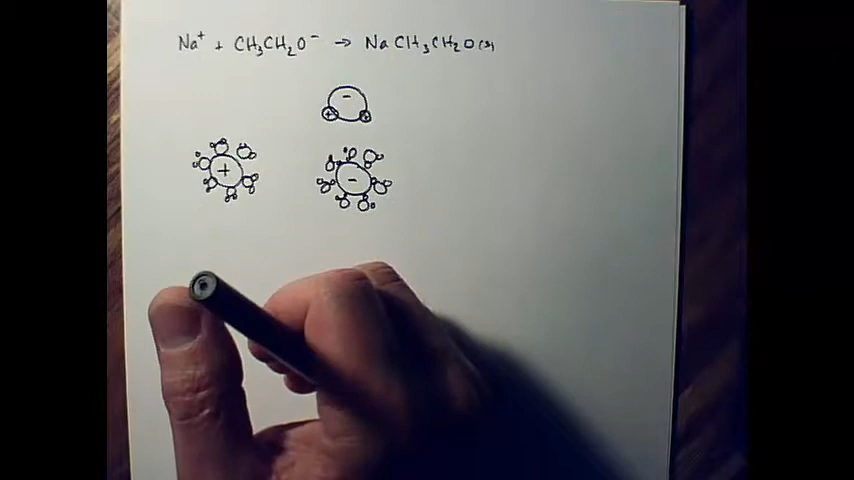 Na⁺ + CH₃CH₂O⁻ → NaCH₃CH₂O(s)
-
+ +
+ -